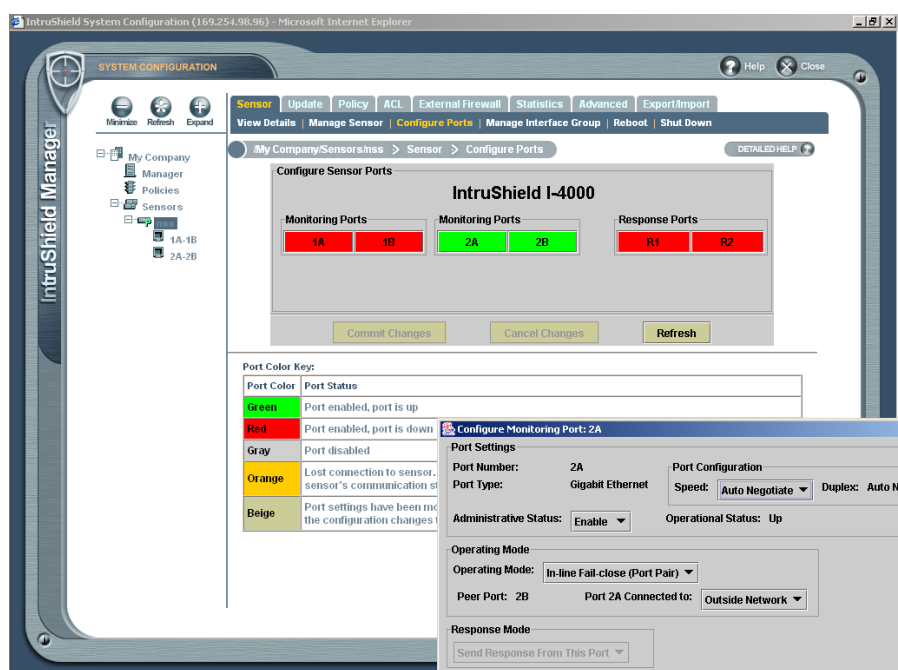 IntruShield System Configuration (169.254.98.96) - Microsoft Internet Explorer
SYSTEM CONFIGURATION
Help
Close
IntruShield Manager
Minimize Refresh Expand
My Company
Manager
Policies
Sensors
nss
1A-1B
2A-2B
Sensor Update Policy ACL External Firewall Statistics Advanced Export/Import
View Details | Manage Sensor | Configure Ports | Manage Interface Group | Reboot | Shut Down
/My Company/Sensors/nss > Sensor > Configure Ports
DETAILED HELP
Configure Sensor Ports
IntruShield I-4000
Monitoring Ports Monitoring Ports Response Ports
1A 1B 2A 2B R1 R2
Commit Changes Cancel Changes Refresh
Port Color Key:
Port Color Port Status
Green Port enabled, port is up
Red Port enabled, port is down
Gray Port disabled
Orange Lost connection to sensor.
sensor's communication st
Beige Port settings have been mo
the configuration changes
Configure Monitoring Port: 2A
Port Settings
Port Number: 2A
Port Type: Gigabit Ethernet
Port Configuration
Speed: Auto Negotiate Duplex: Auto N
Administrative Status: Enable Operational Status: Up
Operating Mode
Operating Mode: In-line Fail-close (Port Pair)
Peer Port: 2B Port 2A Connected to: Outside Network
Response Mode
Send Response From This Port